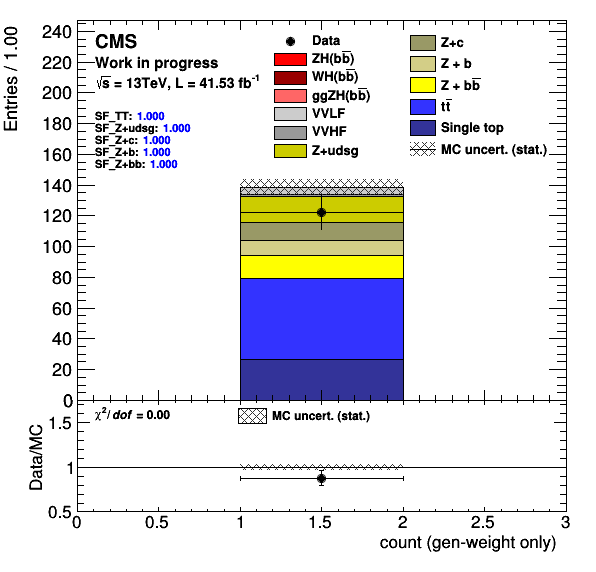 Entries / 1.00
240
220
200
180
160
140
120
100
80
60
40
20
0
CMS
Work in progress
√s = 13TeV, L = 41.53 fb⁻¹
SF_TT: 1.000
SF_Z+udsg: 1.000
SF_Z+c: 1.000
SF_Z+b: 1.000
SF_Z+bb: 1.000
Data
ZH(bb̅)
WH(bb̅)
ggZH(bb̅)
VVLF
VVHF
Z+udsg
Z+c
Z + b
Z + bb̅
tt̅
Single top
MC uncert. (stat.)
Data/MC
1.5
1
0.5
χ²/dof = 0.00
MC uncert. (stat.)
0 0.5 1 1.5 2 2.5 3
count (gen-weight only)